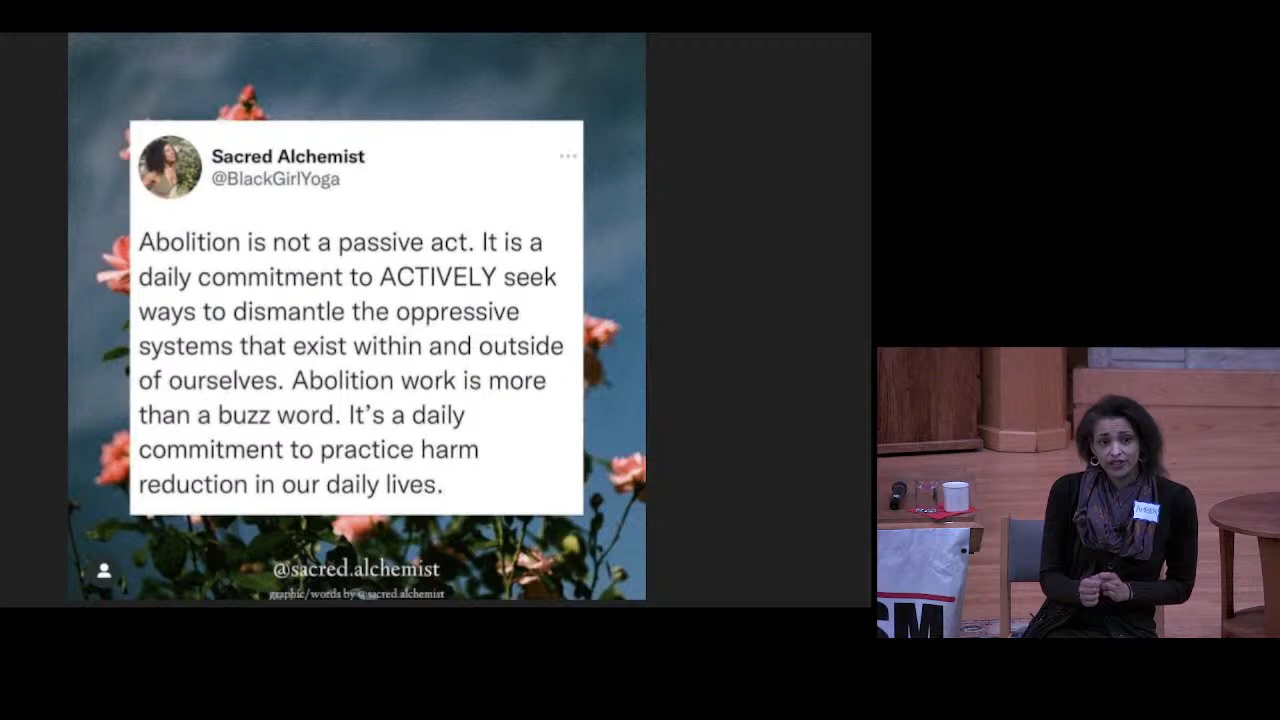 Sacred Alchemist
@BlackGirlYoga
Abolition is not a passive act. It is a
daily commitment to ACTIVELY seek
ways to dismantle the oppressive
systems that exist within and outside
of ourselves. Abolition work is more
than a buzz word. It's a daily
commitment to practice harm
reduction in our daily lives.
@sacred.alchemist
graphic/words by @sacred.alchemist
AMBER
SM